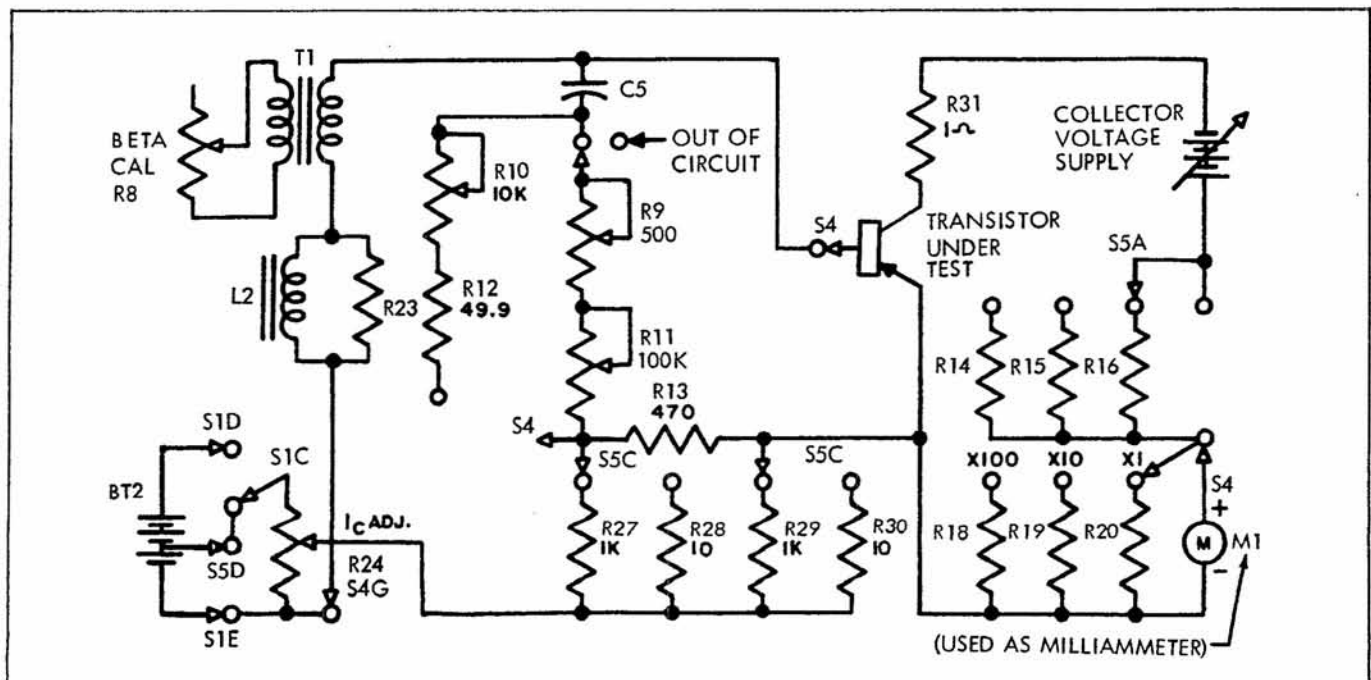 T1
C5
BETA
CAL
R8
R10
10K
OUT OF
CIRCUIT
R31
1Ω
COLLECTOR
VOLTAGE
SUPPLY
R9
500
S4
TRANSISTOR
UNDER
TEST
S5A
L2
R23
R12
49.9
R11
100K
R14
R15
R16
S4
R13
470
S5C
S5C
X100
X10
X1
S1D
S1C
BT2
IC ADJ.
S5D
R24
S4G
S1E
R27
1K
R28
10
R29
1K
R30
10
R18
R19
R20
S4
+
M
M1
-
(USED AS MILLIAMMETER)